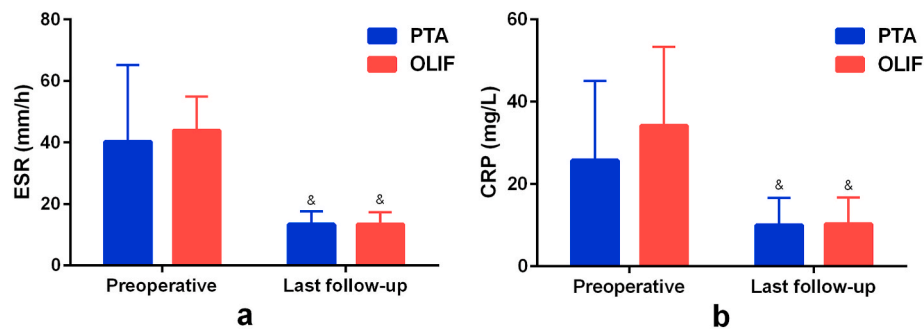 80
60
40
20
0
ESR (mm/h)
PTA
OLIF
& &
Preoperative Last follow-up
a
60
40
20
0
CRP (mg/L)
PTA
OLIF
& &
Preoperative Last follow-up
b